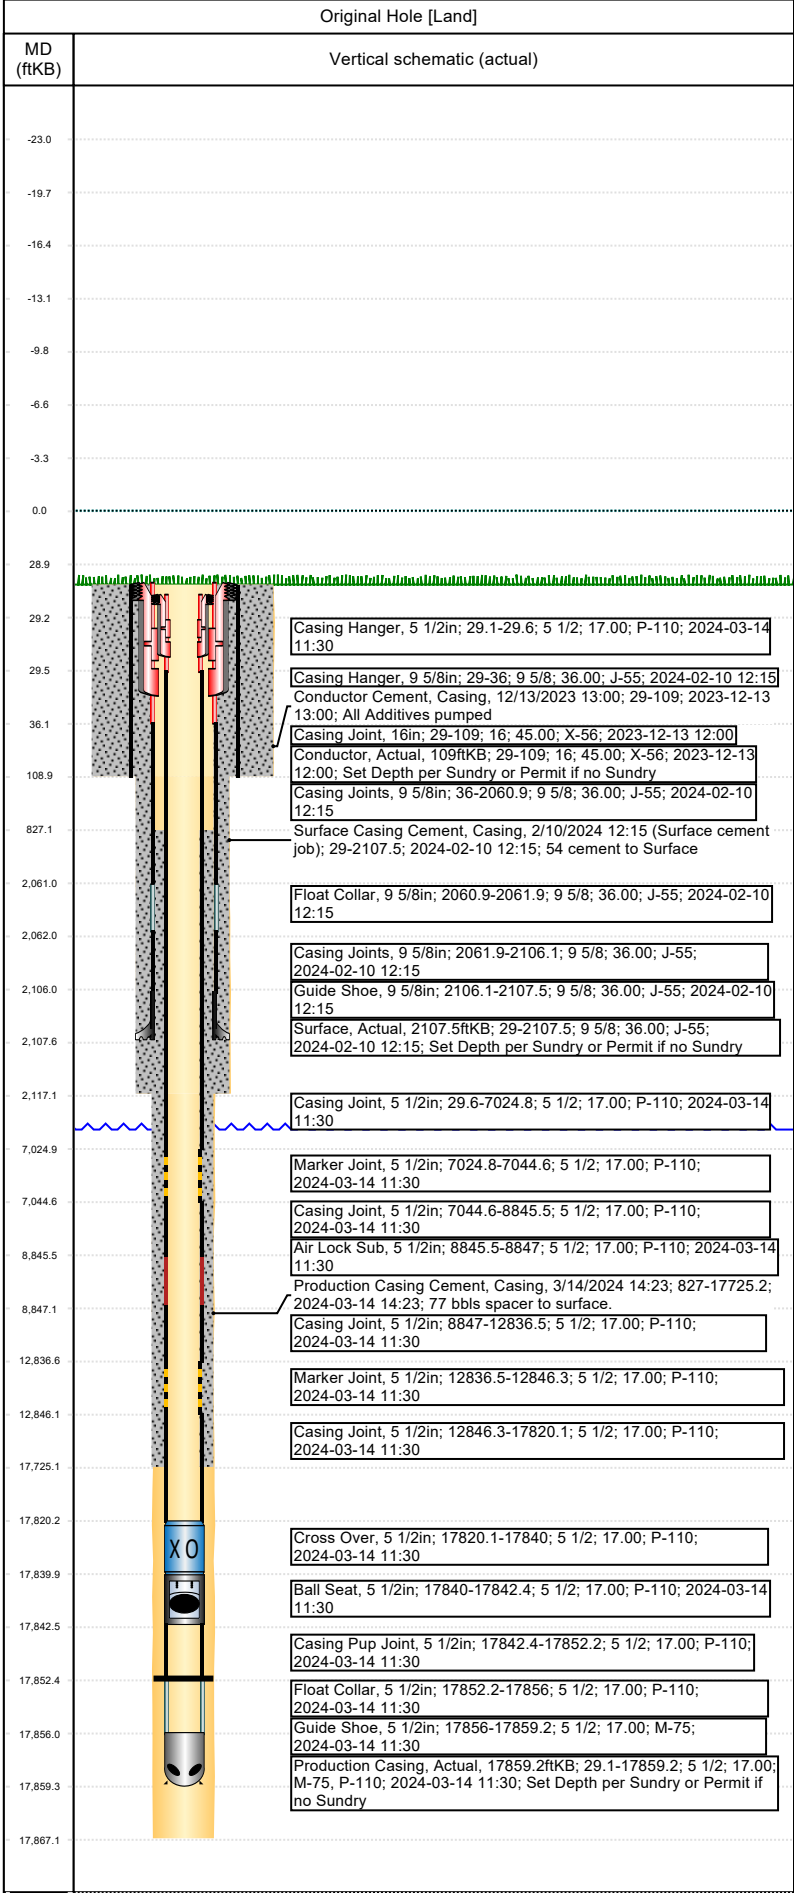 Original Hole [Land]
MD
(ftKB)
Vertical schematic (actual)
-23.0
-19.7
-16.4
-13.1
-9.8
-6.6
-3.3
0.0
28.9
29.2
Casing Hanger, 5 1/2in; 29.1-29.6; 5 1/2; 17.00; P-110; 2024-03-14
11:30
29.5
Casing Hanger, 9 5/8in; 29-36; 9 5/8; 36.00; J-55; 2024-02-10 12:15
Conductor Cement, Casing, 12/13/2023 13:00; 29-109; 2023-12-13
13:00; All Additives pumped
36.1
Casing Joint, 16in; 29-109; 16; 45.00; X-56; 2023-12-13 12:00
Conductor, Actual, 109ftKB; 29-109; 16; 45.00; X-56; 2023-12-13
12:00; Set Depth per Sundry or Permit if no Sundry
108.9
Casing Joints, 9 5/8in; 36-2060.9; 9 5/8; 36.00; J-55; 2024-02-10
12:15
827.1
Surface Casing Cement, Casing, 2/10/2024 12:15 (Surface cement
job); 29-2107.5; 2024-02-10 12:15; 54 cement to Surface
2,061.0
Float Collar, 9 5/8in; 2060.9-2061.9; 9 5/8; 36.00; J-55; 2024-02-10
12:15
2,062.0
Casing Joints, 9 5/8in; 2061.9-2106.1; 9 5/8; 36.00; J-55;
2024-02-10 12:15
2,106.0
Guide Shoe, 9 5/8in; 2106.1-2107.5; 9 5/8; 36.00; J-55; 2024-02-10
12:15
Surface, Actual, 2107.5ftKB; 29-2107.5; 9 5/8; 36.00; J-55;
2024-02-10 12:15; Set Depth per Sundry or Permit if no Sundry
2,107.6
2,117.1
Casing Joint, 5 1/2in; 29.6-7024.8; 5 1/2; 17.00; P-110; 2024-03-14
11:30
7,024.9
Marker Joint, 5 1/2in; 7024.8-7044.6; 5 1/2; 17.00; P-110;
2024-03-14 11:30
7,044.6
Casing Joint, 5 1/2in; 7044.6-8845.5; 5 1/2; 17.00; P-110;
2024-03-14 11:30
8,845.5
Air Lock Sub, 5 1/2in; 8845.5-8847; 5 1/2; 17.00; P-110; 2024-03-14
11:30
Production Casing Cement, Casing, 3/14/2024 14:23; 827-17725.2;
2024-03-14 14:23; 77 bbls spacer to surface.
8,847.1
Casing Joint, 5 1/2in; 8847-12836.5; 5 1/2; 17.00; P-110;
2024-03-14 11:30
12,836.6
Marker Joint, 5 1/2in; 12836.5-12846.3; 5 1/2; 17.00; P-110;
2024-03-14 11:30
12,846.1
Casing Joint, 5 1/2in; 12846.3-17820.1; 5 1/2; 17.00; P-110;
2024-03-14 11:30
17,725.1
17,820.2
XO
Cross Over, 5 1/2in; 17820.1-17840; 5 1/2; 17.00; P-110;
2024-03-14 11:30
17,839.9
Ball Seat, 5 1/2in; 17840-17842.4; 5 1/2; 17.00; P-110; 2024-03-14
11:30
17,842.5
Casing Pup Joint, 5 1/2in; 17842.4-17852.2; 5 1/2; 17.00; P-110;
2024-03-14 11:30
17,852.4
Float Collar, 5 1/2in; 17852.2-17856; 5 1/2; 17.00; P-110;
2024-03-14 11:30
17,856.0
Guide Shoe, 5 1/2in; 17856-17859.2; 5 1/2; 17.00; M-75;
2024-03-14 11:30
Production Casing, Actual, 17859.2ftKB; 29.1-17859.2; 5 1/2; 17.00;
M-75, P-110; 2024-03-14 11:30; Set Depth per Sundry or Permit if
no Sundry
17,859.3
17,867.1